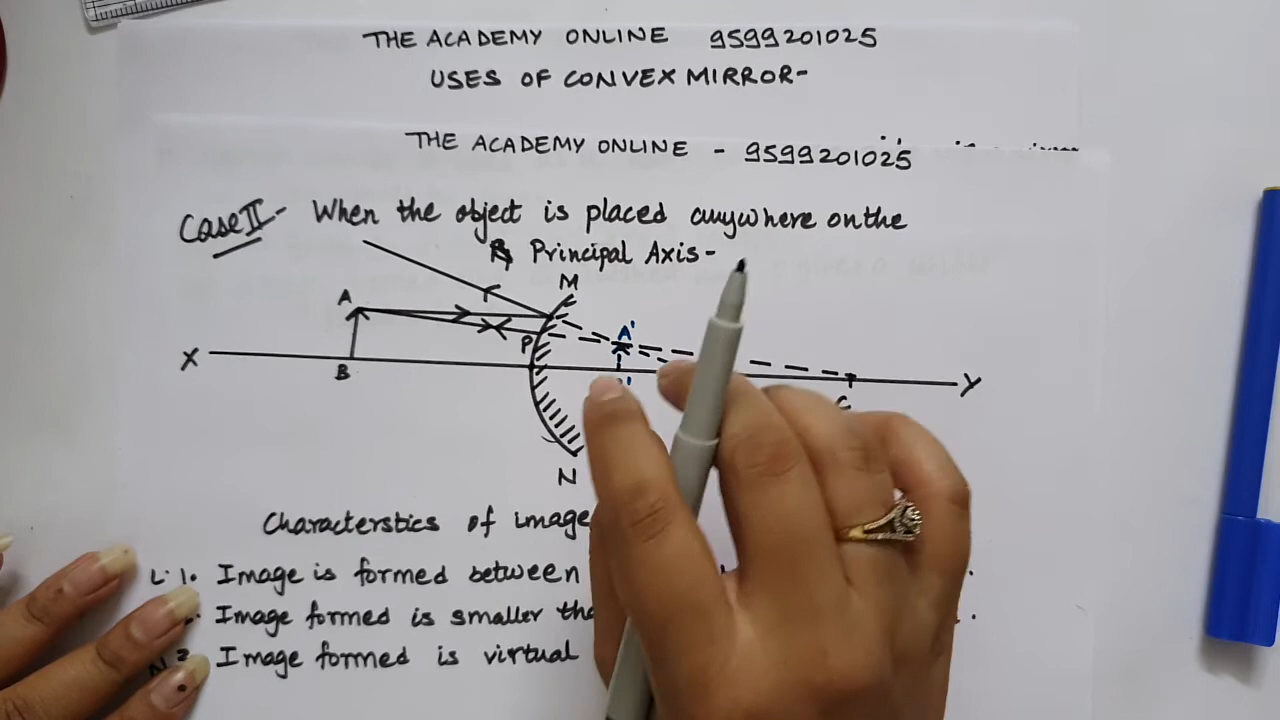 THE ACADEMY ONLINE 9599201025
USES OF CONVEX MIRROR-
THE ACADEMY ONLINE - 9599201025
Case II - When the object is placed anywhere on the
Principal Axis-
M
A
A'
P
X
B
C
Y
N
Characterstics of image
L: 1. Image is formed between
Image formed is smaller tha
Image formed is virtual